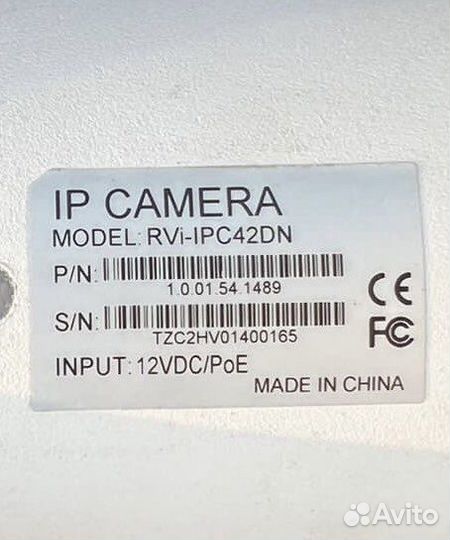 IP CAMERA
MODEL: RVi-IPC42DN
P/N:
1.0.01.54.1489
S/N:
TZC2HV01400165
INPUT: 12VDC/PoE
CE
FC
MADE IN CHINA
Avito